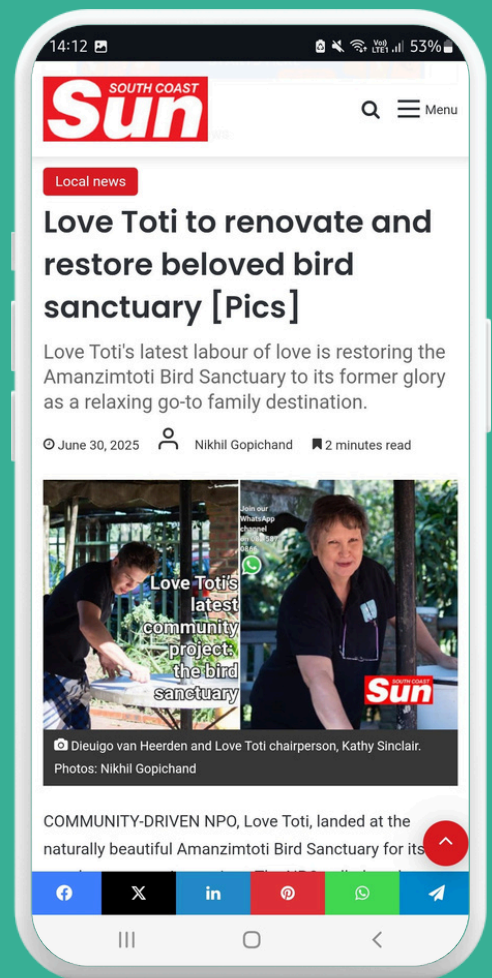 14:12
Vo)) LTE1 53%
SOUTH COAST
Sun
Menu
Local news
Love Toti to renovate and
restore beloved bird
sanctuary [Pics]
Love Toti's latest labour of love is restoring the
Amanzimtoti Bird Sanctuary to its former glory
as a relaxing go-to family destination.
June 30, 2025 Nikhil Gopichand 2 minutes read
Join our
WhatsApp
channel
Love Toti's
latest
community
project:
the bird
sanctuary
SOUTH COAST
Sun
Dieuigo van Heerden and Love Toti chairperson, Kathy Sinclair.
Photos: Nikhil Gopichand
COMMUNITY-DRIVEN NPO, Love Toti, landed at the
naturally beautiful Amanzimtoti Bird Sanctuary for its